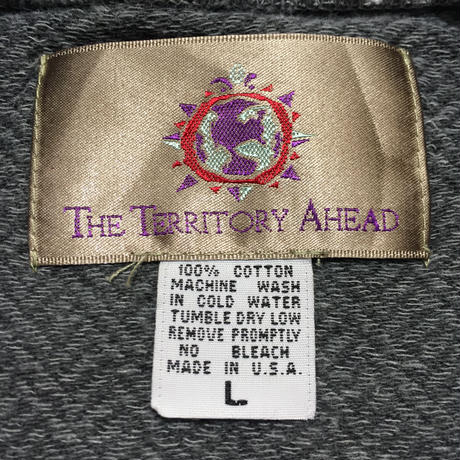 THE TERRITORY AHEAD
100% COTTON
MACHINE WASH
IN COLD WATER
TUMBLE DRY LOW
REMOVE PROMPTLY
NO BLEACH
MADE IN U.S.A.
L